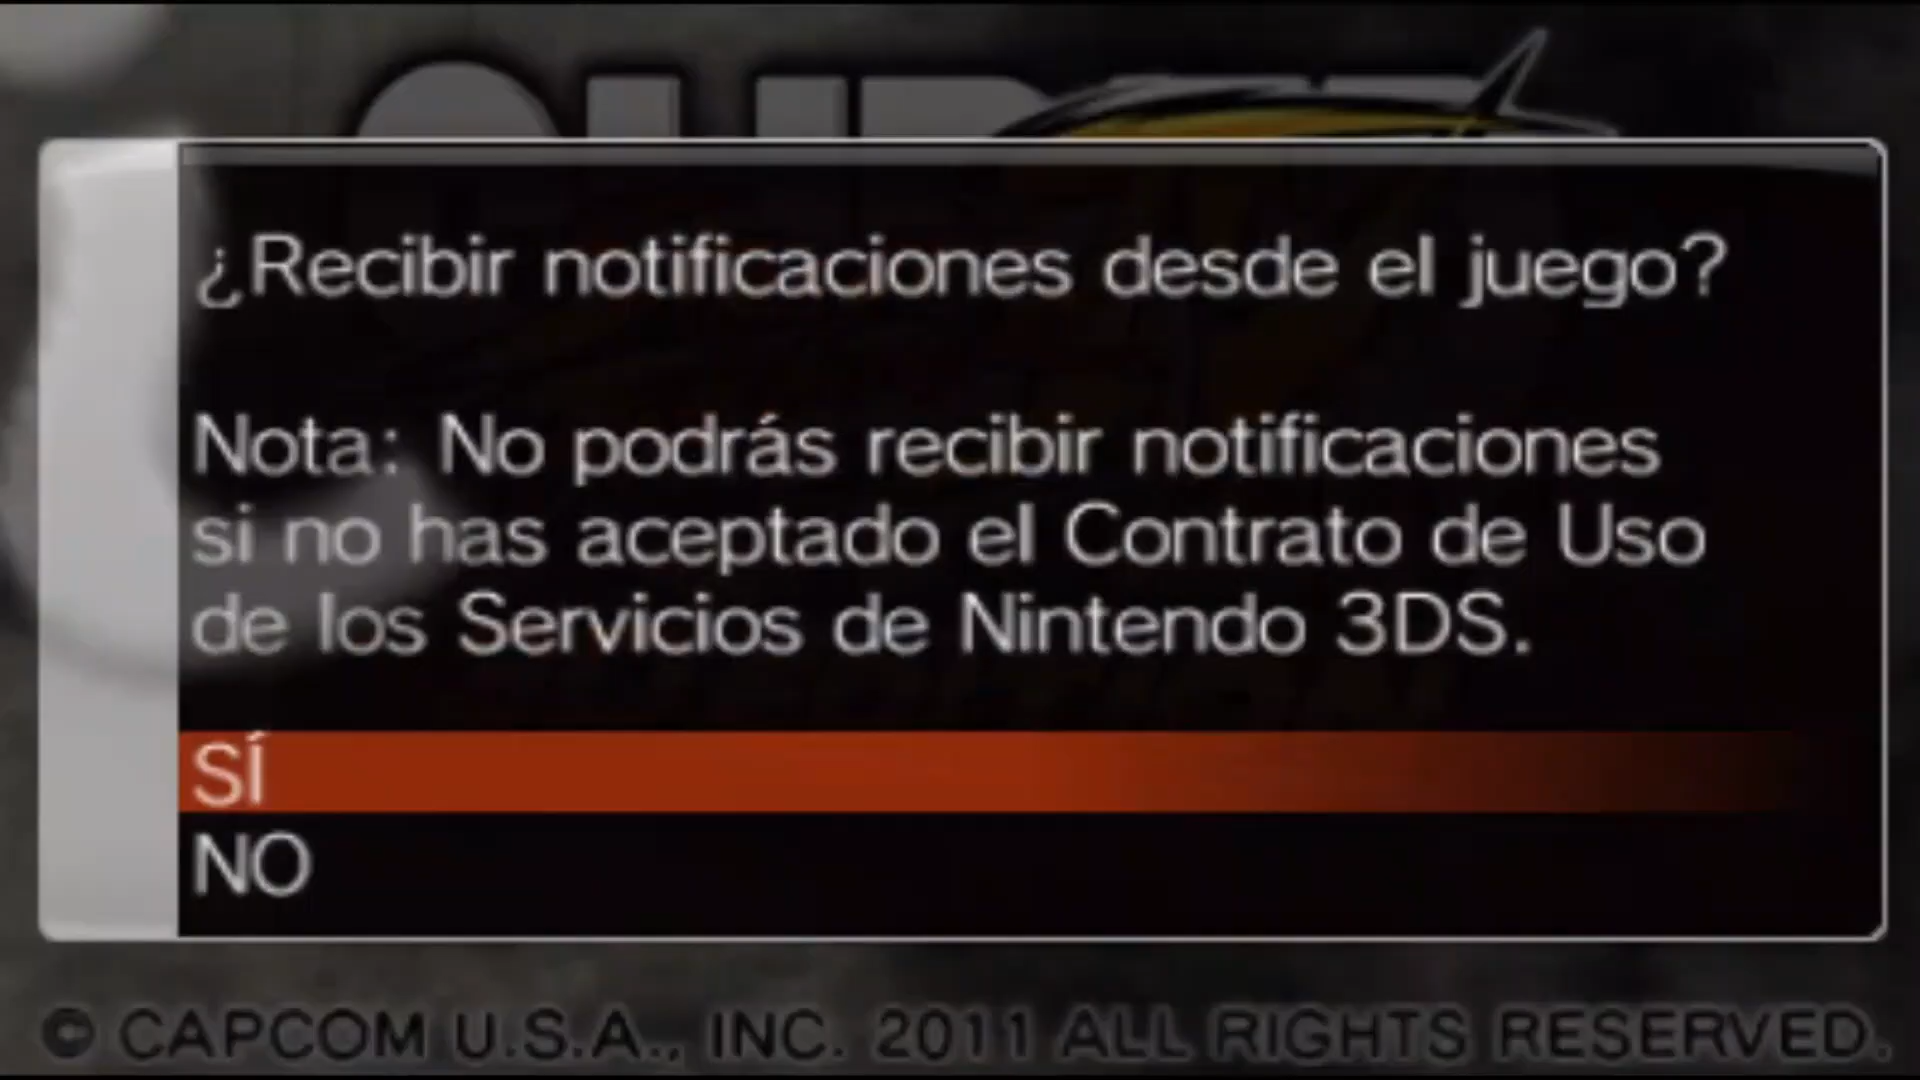 ¿Recibir notificaciones desde el juego?
Nota: No podrás recibir notificaciones
si no has aceptado el Contrato de Uso
de los Servicios de Nintendo 3DS.
SÍ
NO
© CAPCOM U.S.A., INC. 2011 ALL RIGHTS RESERVED.